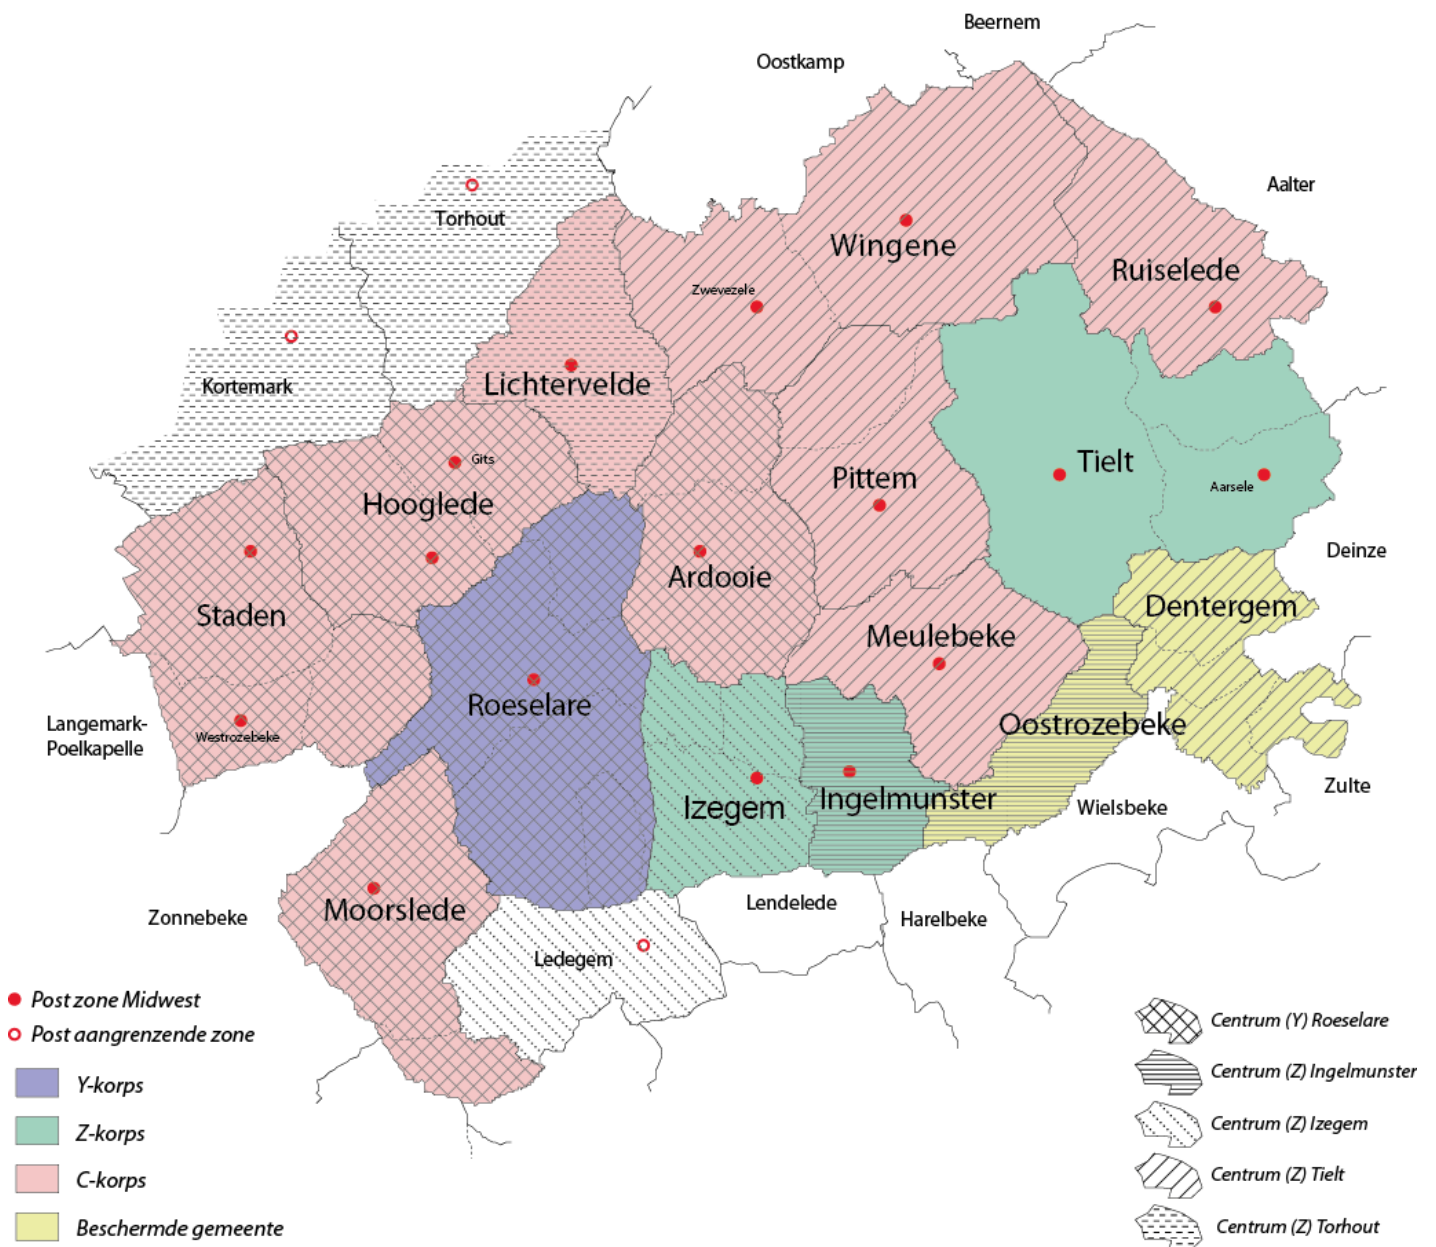 Beernem
Oostkamp
Aalter
Torhout
Wingene
Ruiselede
Zwevezele
Kortemark
Lichtervelde
Gits
Hooglede
Pittem
Tielt
Aarsele
Deinze
Ardooie
Staden
Dentergem
Meulebeke
Roeselare
Langemark-
Poelkapelle
Westrozebeke
Oostrozebeke
Zulte
Izegem
Ingelmunster
Wielsbeke
Zonnebeke
Moorslede
Lendelede
Harelbeke
Ledegem
Post zone Midwest
Post aangrenzende zone
Y-korps
Z-korps
C-korps
Beschermde gemeente
Centrum (Y) Roeselare
Centrum (Z) Ingelmunster
Centrum (Z) Izegem
Centrum (Z) Tielt
Centrum (Z) Torhout